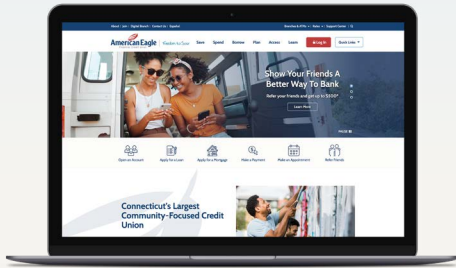 About | Join | Digital Branch | Contact Us | Español
Branches & ATMs | Rates | Support Center
American Eagle
Save Spend Borrow Plan Access Learn Log In Quick Links
Show Your Friends A
Better Way To Bank
Refer your friends and get up to $500*
Learn More
PAUSE
Open an Account Apply for a Loan Apply for a Mortgage Make a Payment Make an Appointment Refer Friends
Connecticut's Largest
Community-Focused Credit
Union